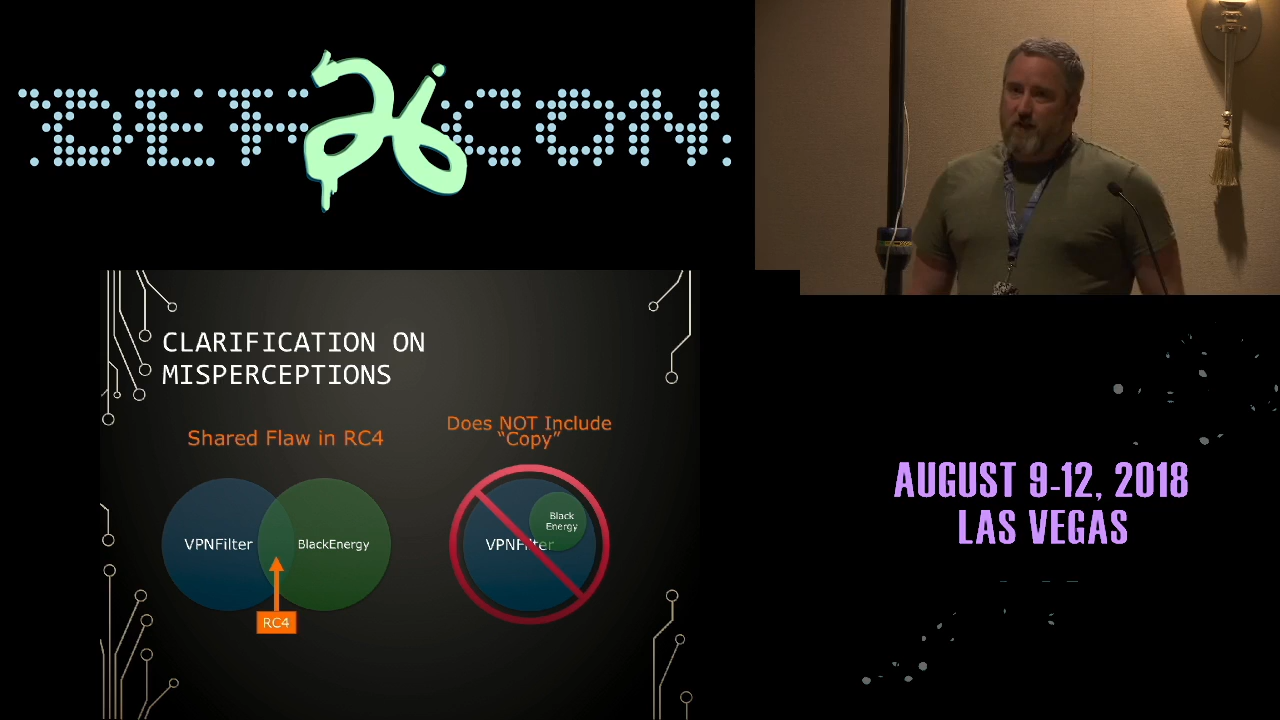 DEF 26 CON
CLARIFICATION ON
MISPERCEPTIONS
Shared Flaw in RC4
Does NOT Include
“Copy”
VPNFilter
BlackEnergy
RC4
VPNFilter
Black
Energy
AUGUST 9-12, 2018
LAS VEGAS